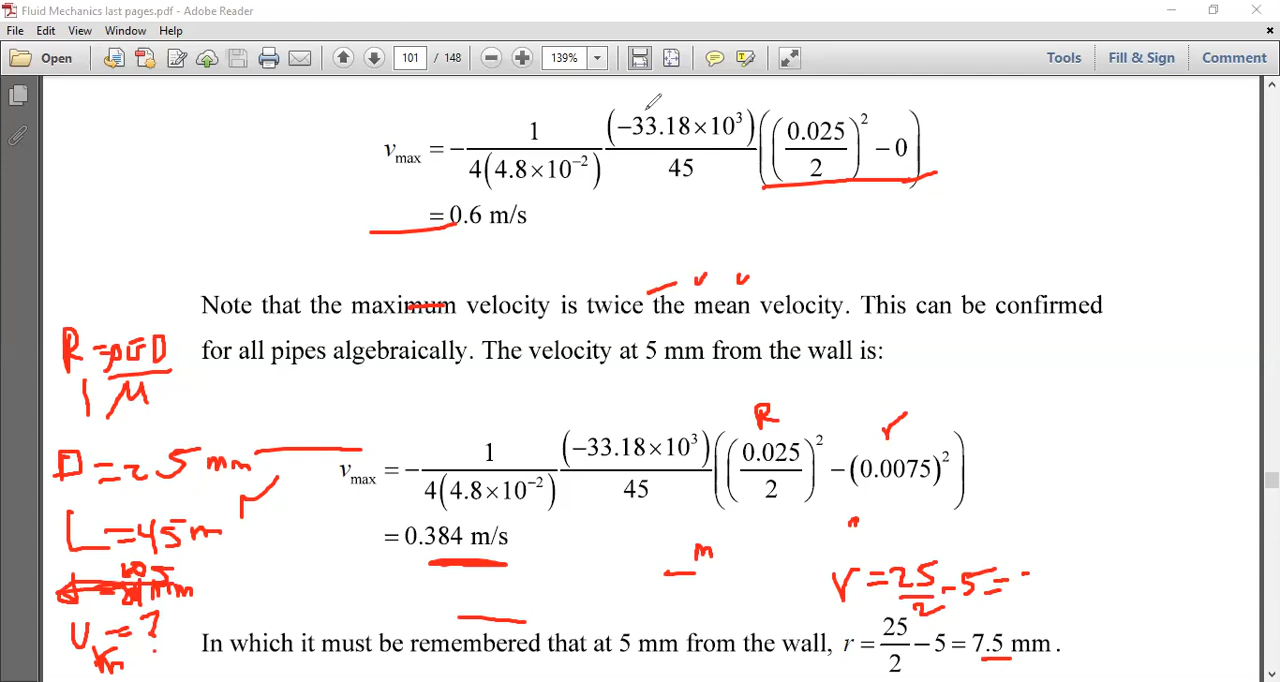 Fluid Mechanics last pages.pdf - Adobe Reader
File Edit View Window Help
Open 101 / 148 139% Tools Fill & Sign Comment
v_max = − 1/(4(4.8×10⁻²)) (−33.18×10³)/45 ((0.025/2)² − 0)
= 0.6 m/s
Note that the maximum velocity is twice the mean velocity. This can be confirmed
R = ρ D / μ
for all pipes algebraically. The velocity at 5 mm from the wall is:
R r
D = 25 mm
v_max = − 1/(4(4.8×10⁻²)) (−33.18×10³)/45 ((0.025/2)² − (0.0075)²)
L = 45 m
= 0.384 m/s
m
r = 25/2 - 5 =
U = ?
In which it must be remembered that at 5 mm from the wall, r = 25/2 − 5 = 7.5 mm.